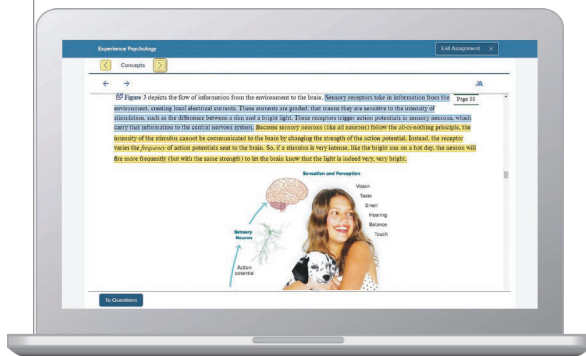 Experience Psychology
Exit Assignment X
Concepts
Page 11
Figure 3 depicts the flow of information from the environment to the brain. Sensory receptors take in information from the
environment, creating local electrical currents. These currents are graded; that means they are sensitive to the intensity of
stimulation, such as the difference between a dim and a bright light. These receptors trigger action potentials in sensory neurons, which
carry that information to the central nervous system. Because sensory neurons (like all neurons) follow the all-or-nothing principle, the
intensity of the stimulus cannot be communicated to the brain by changing the strength of the action potential. Instead, the receptor
varies the frequency of action potentials sent to the brain. So, if a stimulus is very intense, like the bright sun on a hot day, the neuron will
fire more frequently (but with the same strength) to let the brain know that the light is indeed very, very bright.
Sensation and Perception
Vision
Taste
Smell
Hearing
Balance
Touch
Sensory
Neuron
Action
potential
To Questions